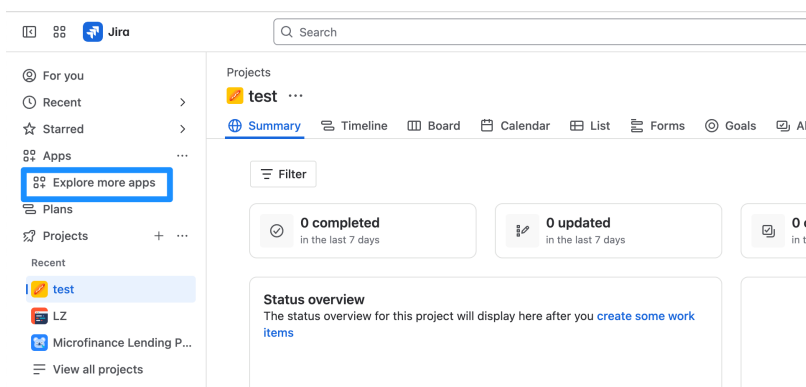 Jira
Search
For you
Recent
Starred
Apps
Explore more apps
Plans
Projects
Recent
test
LZ
Microfinance Lending P...
View all projects
Projects
test
Summary Timeline Board Calendar List Forms Goals
Filter
0 completed
in the last 7 days
0 updated
in the last 7 days
0
in t
Status overview
The status overview for this project will display here after you create some work
items